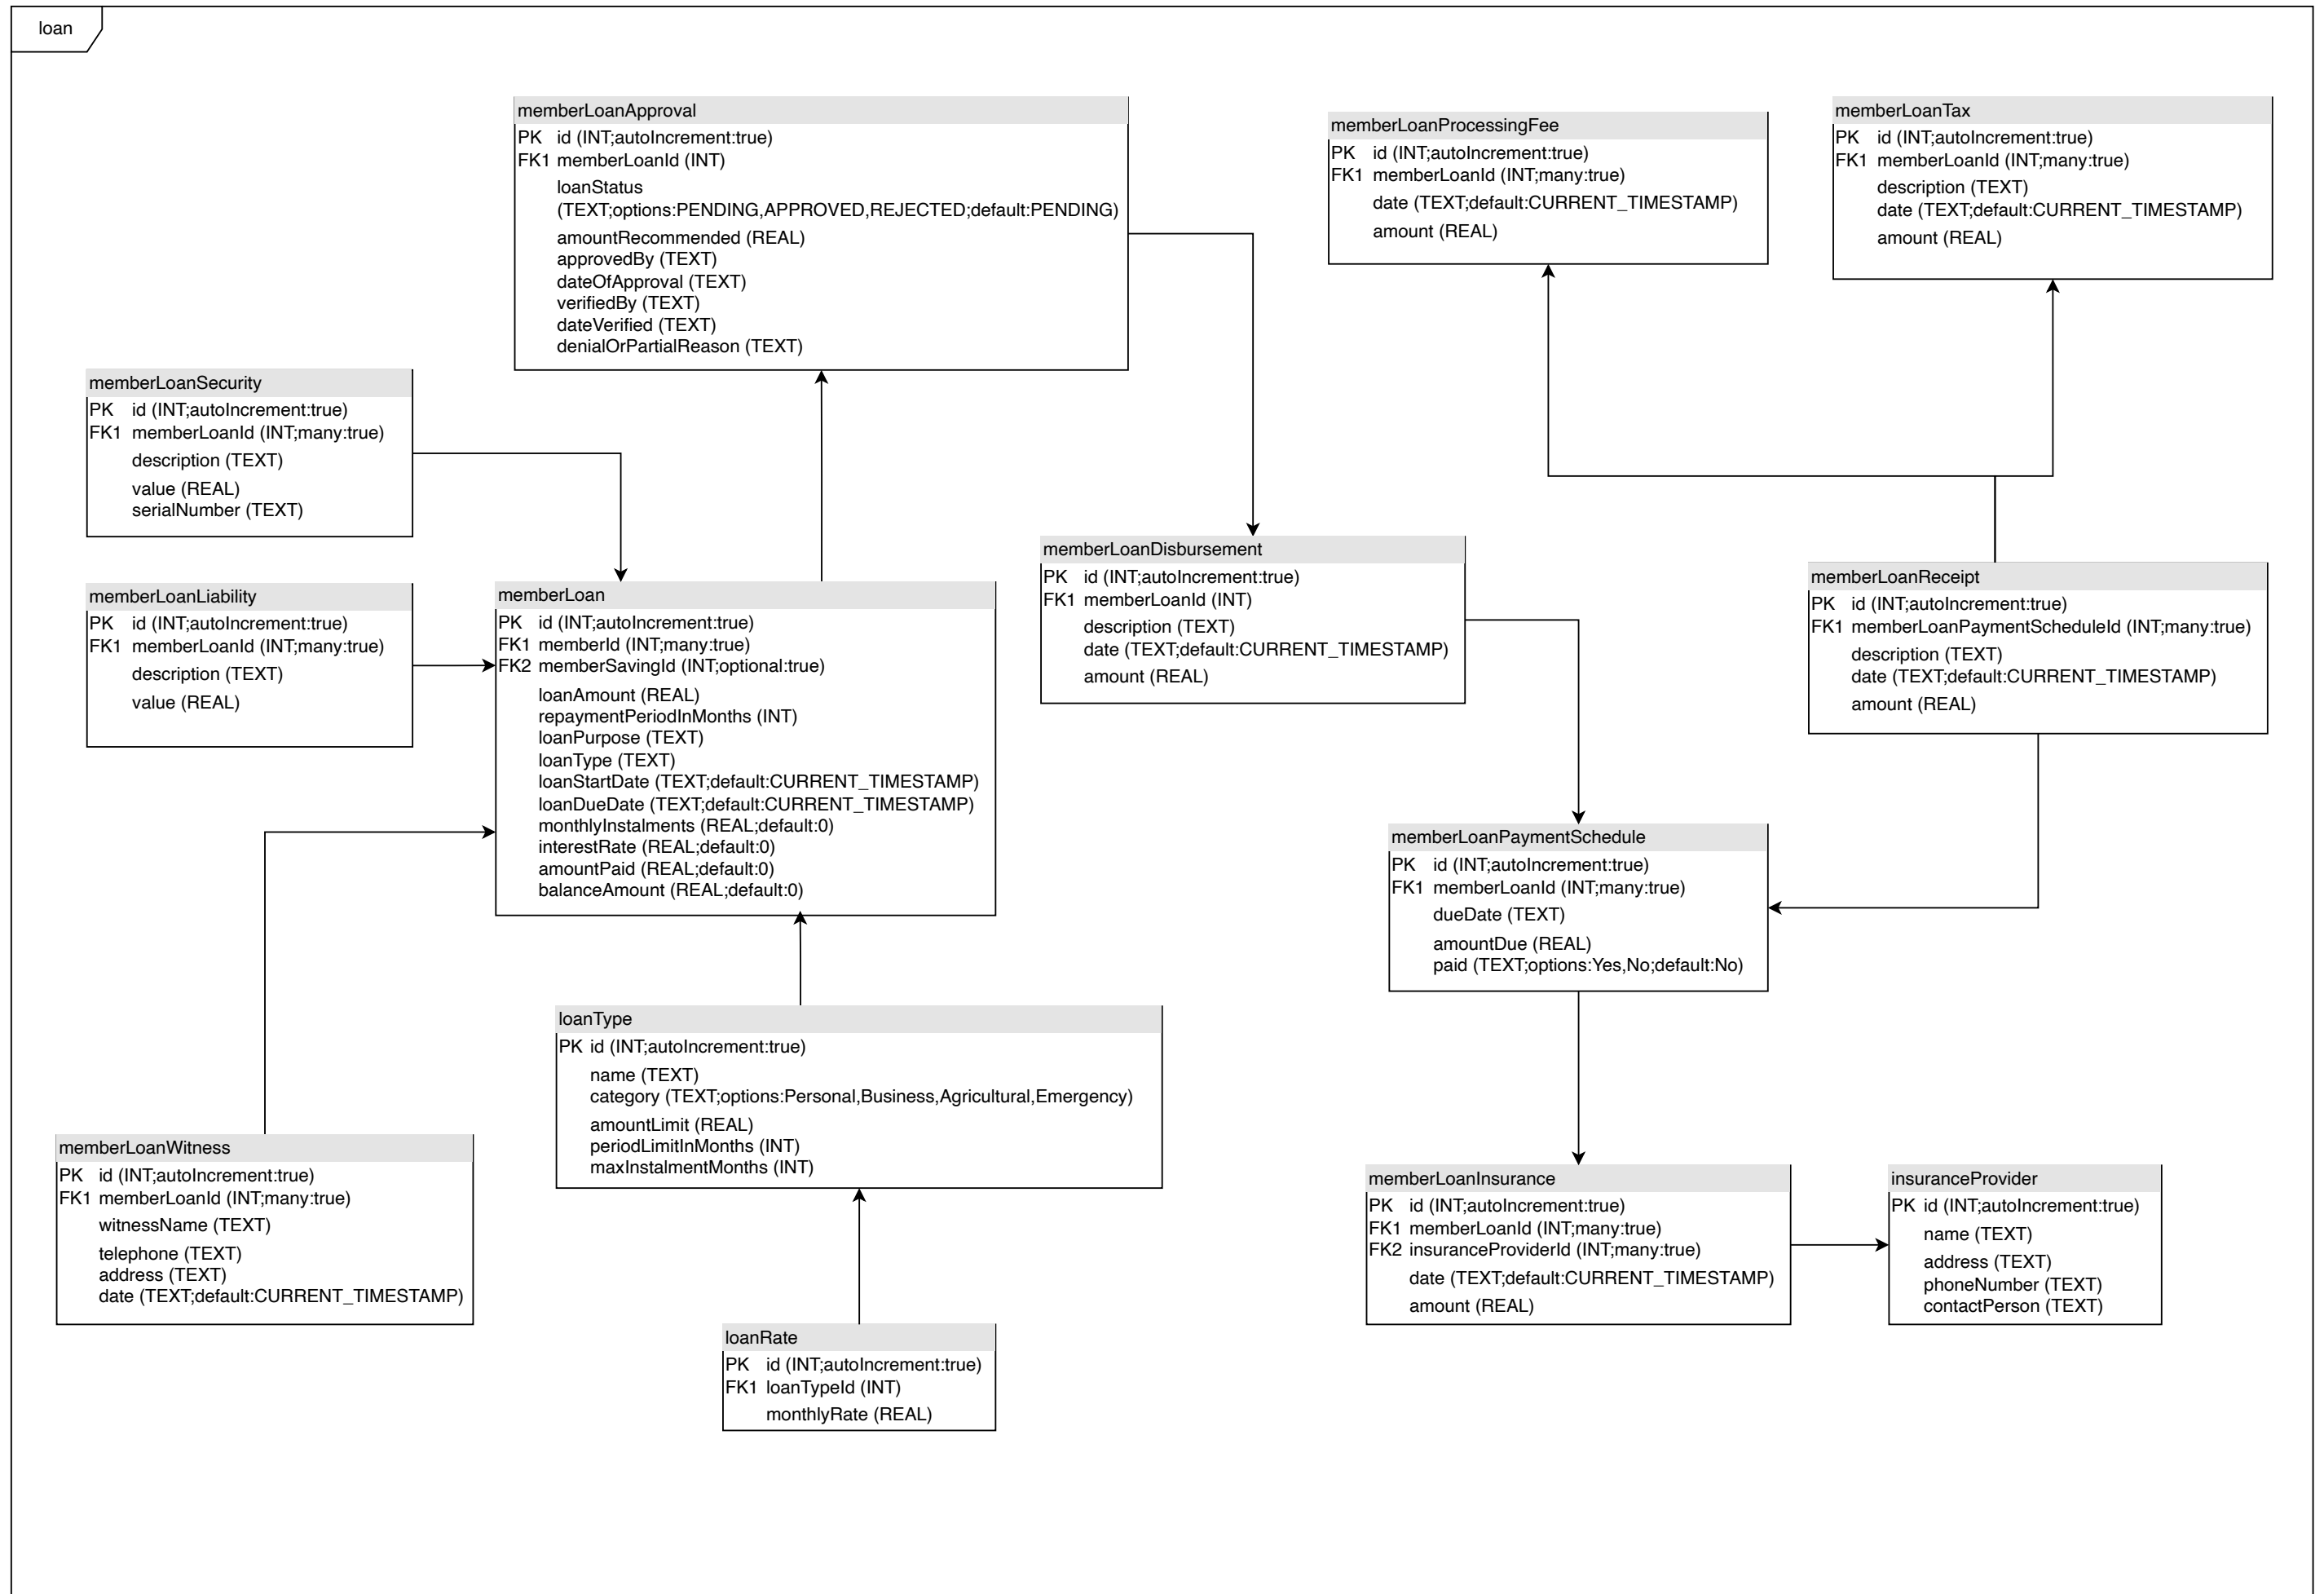 loan
memberLoanApproval
PK id (INT;autoIncrement:true)
FK1 memberLoanId (INT)
loanStatus
(TEXT;options:PENDING,APPROVED,REJECTED;default:PENDING)
amountRecommended (REAL)
approvedBy (TEXT)
dateOfApproval (TEXT)
verifiedBy (TEXT)
dateVerified (TEXT)
denialOrPartialReason (TEXT)
memberLoanProcessingFee
PK id (INT;autoIncrement:true)
FK1 memberLoanId (INT;many:true)
date (TEXT;default:CURRENT_TIMESTAMP)
amount (REAL)
memberLoanTax
PK id (INT;autoIncrement:true)
FK1 memberLoanId (INT;many:true)
description (TEXT)
date (TEXT;default:CURRENT_TIMESTAMP)
amount (REAL)
memberLoanSecurity
PK id (INT;autoIncrement:true)
FK1 memberLoanId (INT;many:true)
description (TEXT)
value (REAL)
serialNumber (TEXT)
memberLoanLiability
PK id (INT;autoIncrement:true)
FK1 memberLoanId (INT;many:true)
description (TEXT)
value (REAL)
memberLoan
PK id (INT;autoIncrement:true)
FK1 memberId (INT;many:true)
FK2 memberSavingId (INT;optional:true)
loanAmount (REAL)
repaymentPeriodInMonths (INT)
loanPurpose (TEXT)
loanType (TEXT)
loanStartDate (TEXT;default:CURRENT_TIMESTAMP)
loanDueDate (TEXT;default:CURRENT_TIMESTAMP)
monthlyInstalments (REAL;default:0)
interestRate (REAL;default:0)
amountPaid (REAL;default:0)
balanceAmount (REAL;default:0)
memberLoanDisbursement
PK id (INT;autoIncrement:true)
FK1 memberLoanId (INT)
description (TEXT)
date (TEXT;default:CURRENT_TIMESTAMP)
amount (REAL)
memberLoanReceipt
PK id (INT;autoIncrement:true)
FK1 memberLoanPaymentScheduleId (INT;many:true)
description (TEXT)
date (TEXT;default:CURRENT_TIMESTAMP)
amount (REAL)
memberLoanPaymentSchedule
PK id (INT;autoIncrement:true)
FK1 memberLoanId (INT;many:true)
dueDate (TEXT)
amountDue (REAL)
paid (TEXT;options:Yes,No;default:No)
loanType
PK id (INT;autoIncrement:true)
name (TEXT)
category (TEXT;options:Personal,Business,Agricultural,Emergency)
amountLimit (REAL)
periodLimitInMonths (INT)
maxInstalmentMonths (INT)
memberLoanWitness
PK id (INT;autoIncrement:true)
FK1 memberLoanId (INT;many:true)
witnessName (TEXT)
telephone (TEXT)
address (TEXT)
date (TEXT;default:CURRENT_TIMESTAMP)
memberLoanInsurance
PK id (INT;autoIncrement:true)
FK1 memberLoanId (INT;many:true)
FK2 insuranceProviderId (INT;many:true)
date (TEXT;default:CURRENT_TIMESTAMP)
amount (REAL)
insuranceProvider
PK id (INT;autoIncrement:true)
name (TEXT)
address (TEXT)
phoneNumber (TEXT)
contactPerson (TEXT)
loanRate
PK id (INT;autoIncrement:true)
FK1 loanTypeId (INT)
monthlyRate (REAL)